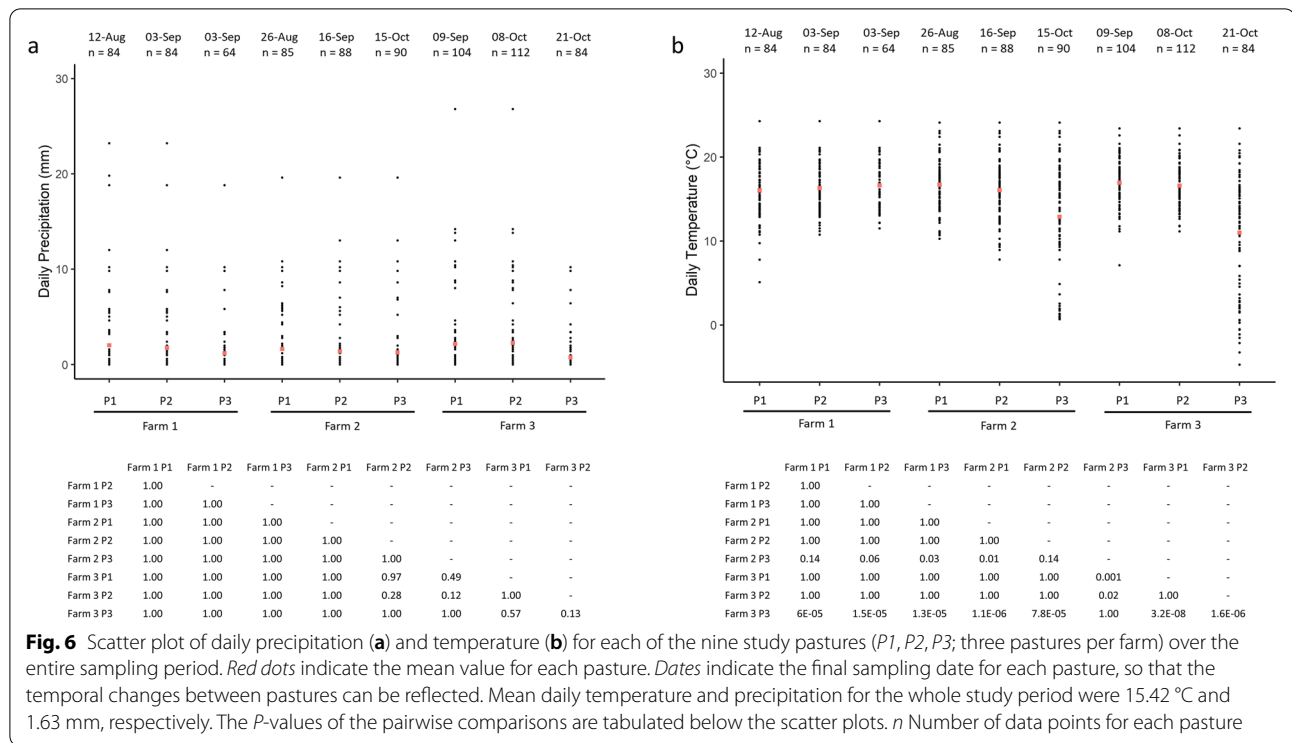 a
12-Aug 03-Sep 03-Sep 26-Aug 16-Sep 15-Oct 09-Sep 08-Oct 21-Oct
n = 84 n = 84 n = 64 n = 85 n = 88 n = 90 n = 104 n = 112 n = 84
Daily Precipitation (mm)
30
20
10
0
P1 P2 P3 P1 P2 P3 P1 P2 P3
Farm 1 Farm 2 Farm 3
Farm 1 P1 Farm 1 P2 Farm 1 P3 Farm 2 P1 Farm 2 P2 Farm 2 P3 Farm 3 P1 Farm 3 P2
Farm 1 P2 1.00 - - - - - - -
Farm 1 P3 1.00 1.00 - - - - - -
Farm 2 P1 1.00 1.00 1.00 - - - - -
Farm 2 P2 1.00 1.00 1.00 1.00 - - - -
Farm 2 P3 1.00 1.00 1.00 1.00 1.00 - - -
Farm 3 P1 1.00 1.00 1.00 1.00 0.97 0.49 - -
Farm 3 P2 1.00 1.00 1.00 1.00 0.28 0.12 1.00 -
Farm 3 P3 1.00 1.00 1.00 1.00 1.00 1.00 0.57 0.13
b
12-Aug 03-Sep 03-Sep 26-Aug 16-Sep 15-Oct 09-Sep 08-Oct 21-Oct
n = 84 n = 84 n = 64 n = 85 n = 88 n = 90 n = 104 n = 112 n = 84
Daily Temperature (°C)
30
20
10
0
P1 P2 P3 P1 P2 P3 P1 P2 P3
Farm 1 Farm 2 Farm 3
Farm 1 P1 Farm 1 P2 Farm 1 P3 Farm 2 P1 Farm 2 P2 Farm 2 P3 Farm 3 P1 Farm 3 P2
Farm 1 P2 1.00 - - - - - - -
Farm 1 P3 1.00 1.00 - - - - - -
Farm 2 P1 1.00 1.00 1.00 - - - - -
Farm 2 P2 1.00 1.00 1.00 1.00 - - - -
Farm 2 P3 0.14 0.06 0.03 0.01 0.14 - - -
Farm 3 P1 1.00 1.00 1.00 1.00 1.00 0.001 - -
Farm 3 P2 1.00 1.00 1.00 1.00 1.00 0.02 1.00 -
Farm 3 P3 6E-05 1.5E-05 1.3E-05 1.1E-06 7.8E-05 1.00 3.2E-08 1.6E-06
Fig. 6 Scatter plot of daily precipitation (a) and temperature (b) for each of the nine study pastures (P1, P2, P3; three pastures per farm) over the
entire sampling period. Red dots indicate the mean value for each pasture. Dates indicate the final sampling date for each pasture, so that the
temporal changes between pastures can be reflected. Mean daily temperature and precipitation for the whole study period were 15.42 °C and
1.63 mm, respectively. The P-values of the pairwise comparisons are tabulated below the scatter plots. n Number of data points for each pasture